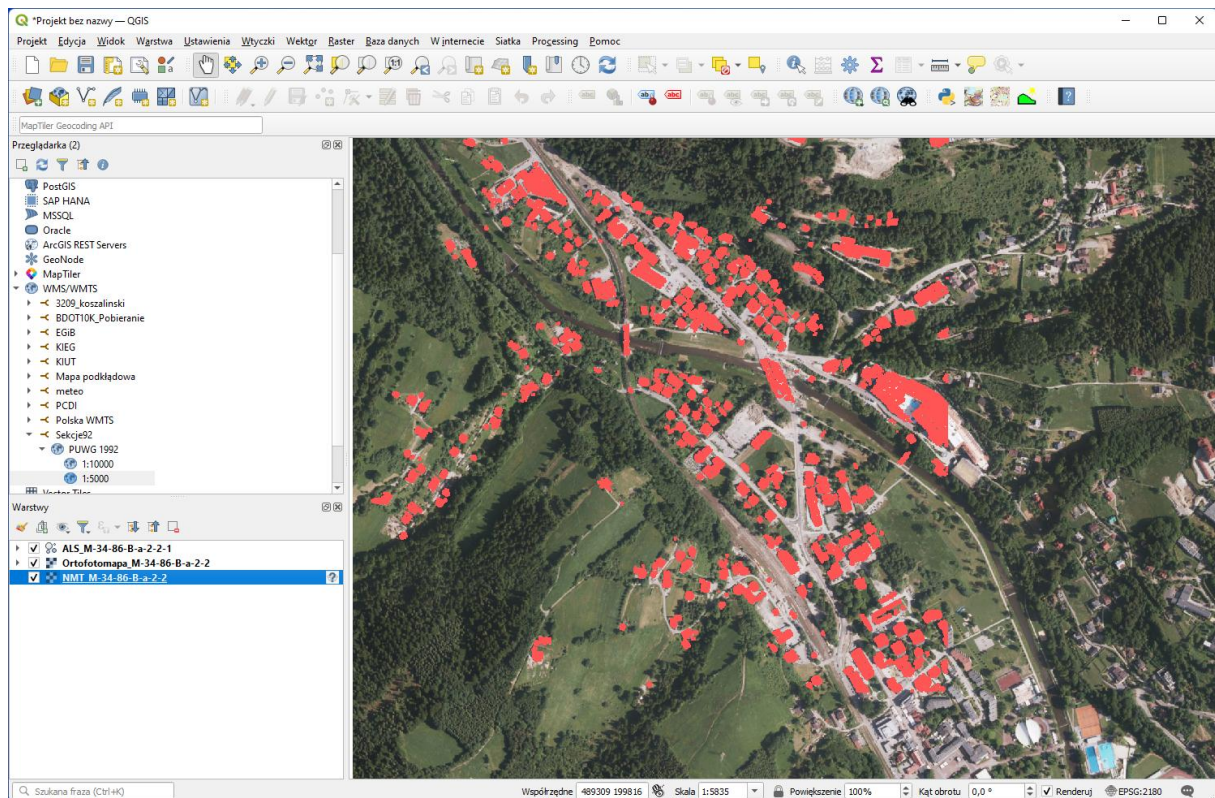 *Projekt bez nazwy — QGIS
Projekt Edycja Widok Warstwa Ustawienia Wtyczki Wektor Raster Baza danych W internecie Siatka Processing Pomoc
MapTiler Geocoding API
Przeglądarka (2)
PostGIS
SAP HANA
MSSQL
Oracle
ArcGIS REST Servers
GeoNode
MapTiler
WMS/WMTS
3209_koszalinski
BDOT10K_Pobieranie
EGiB
KIEG
KIUT
Mapa podkłądowa
meteo
PCDI
Polska WMTS
Sekcje92
PUWG 1992
1:10000
1:5000
Vector Tiles
Warstwy
ALS_M-34-86-B-a-2-2-1
Ortofotomapa_M-34-86-B-a-2-2
NMT_M-34-86-B-a-2-2 ?
Szukana fraza (Ctrl+K) Współrzędne 489309 199816 Skala 1:5835 Powiększenie 100% Kąt obrotu 0,0 ° Renderuj EPSG:2180